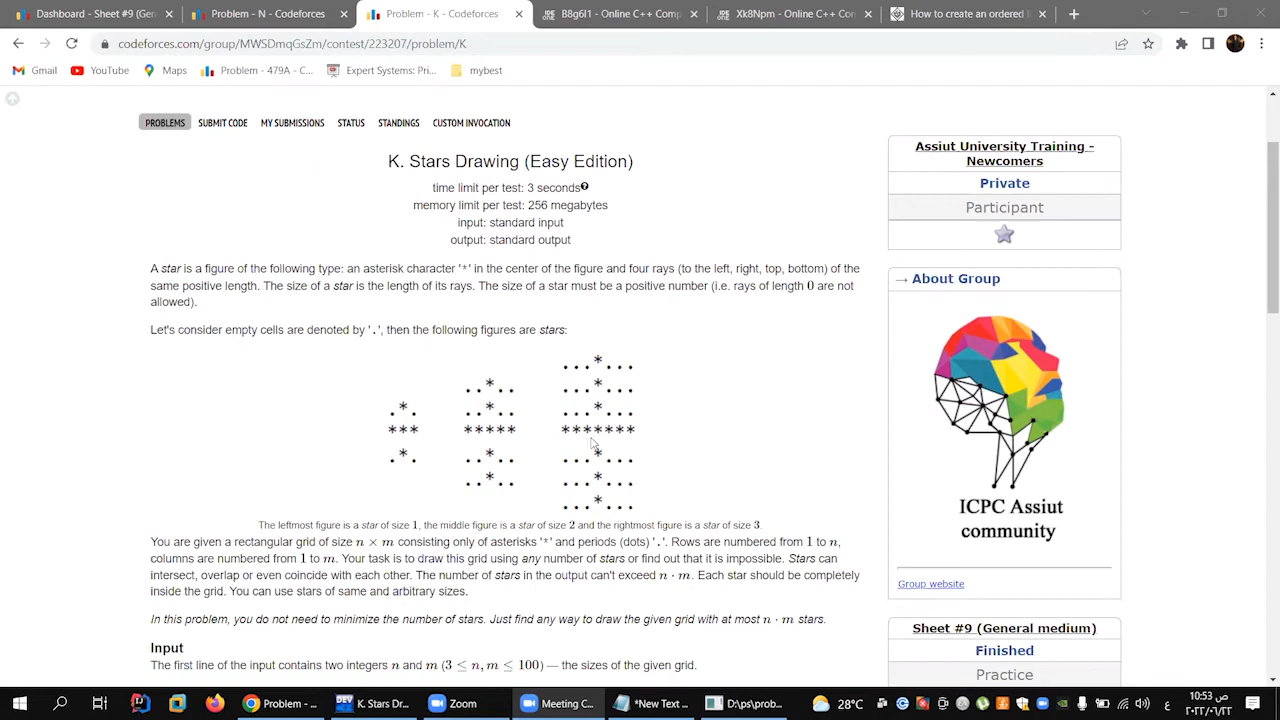 Dashboard - Sheet #9 (Gen
Problem - N - Codeforces
Problem - K - Codeforces
B8g6I1 - Online C++ Comp
Xk8Npm - Online C++ Com
How to create an ordered l
codeforces.com/group/MWSDmqGsZm/contest/223207/problem/K
Gmail
YouTube
Maps
Problem - 479A - C...
Expert Systems: Pri...
mybest
PROBLEMS SUBMIT CODE MY SUBMISSIONS STATUS STANDINGS CUSTOM INVOCATION
K. Stars Drawing (Easy Edition)
time limit per test: 3 seconds
memory limit per test: 256 megabytes
input: standard input
output: standard output
A star is a figure of the following type: an asterisk character '*' in the center of the figure and four rays (to the left, right, top, bottom) of the
same positive length. The size of a star is the length of its rays. The size of a star must be a positive number (i.e. rays of length 0 are not
allowed).
Let's consider empty cells are denoted by '.', then the following figures are stars:
...*...
..*.. ...*...
.*. ..*.. ...*...
*** ***** *******
.*. ..*.. ...*...
..*.. ...*...
...*...
The leftmost figure is a star of size 1, the middle figure is a star of size 2 and the rightmost figure is a star of size 3.
You are given a rectangular grid of size n × m consisting only of asterisks '*' and periods (dots) '.'. Rows are numbered from 1 to n,
columns are numbered from 1 to m. Your task is to draw this grid using any number of stars or find out that it is impossible. Stars can
intersect, overlap or even coincide with each other. The number of stars in the output can't exceed n · m. Each star should be completely
inside the grid. You can use stars of same and arbitrary sizes.
In this problem, you do not need to minimize the number of stars. Just find any way to draw the given grid with at most n · m stars.
Input
The first line of the input contains two integers n and m (3 ≤ n, m ≤ 100) — the sizes of the given grid.
Assiut University Training -
Newcomers
Private
Participant
→ About Group
ICPC Assiut
community
Group website
Sheet #9 (General medium)
Finished
Practice
Problem -...
DEV
K. Stars Dr...
Zoom
Meeting C...
*New Text ...
D:\ps\prob...
28°C
ع
10:53 ص